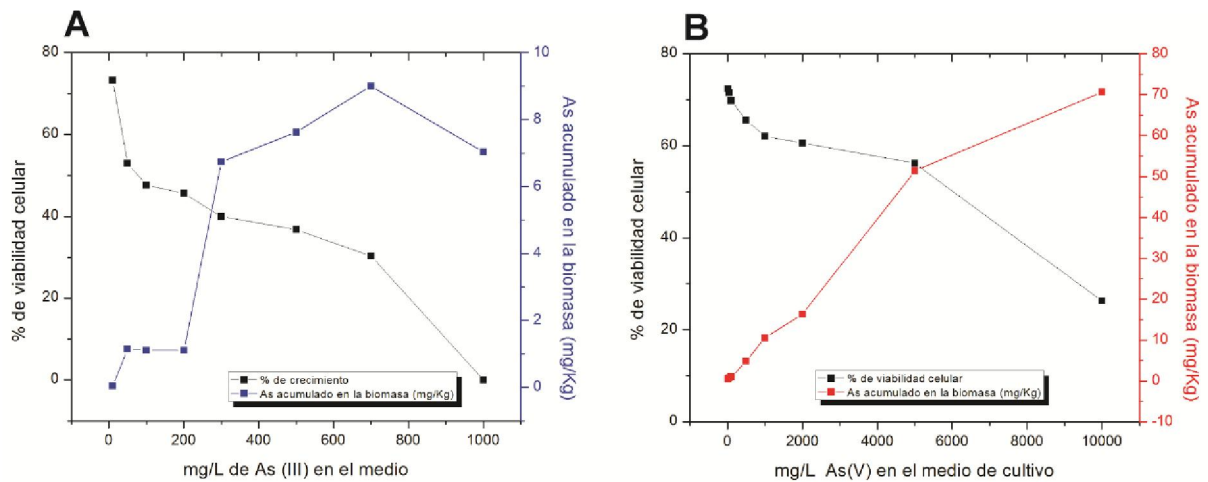 A
80
60
40
20
0
% de viabilidad celular
10
8
6
4
2
0
As acumulado en la biomasa (mg/Kg)
% de crecimiento
As acumulado en la biomasa (mg/Kg)
0 200 400 600 800 1000
mg/L de As (III) en el medio
B
80
60
40
20
0
% de viabilidad celular
80
70
60
50
40
30
20
10
0
-10
As acumulado en la biomasa (mg/Kg)
% de viabilidad celular
As acumulado en la biomasa (mg/Kg)
0 2000 4000 6000 8000 10000
mg/L As(V) en el medio de cultivo